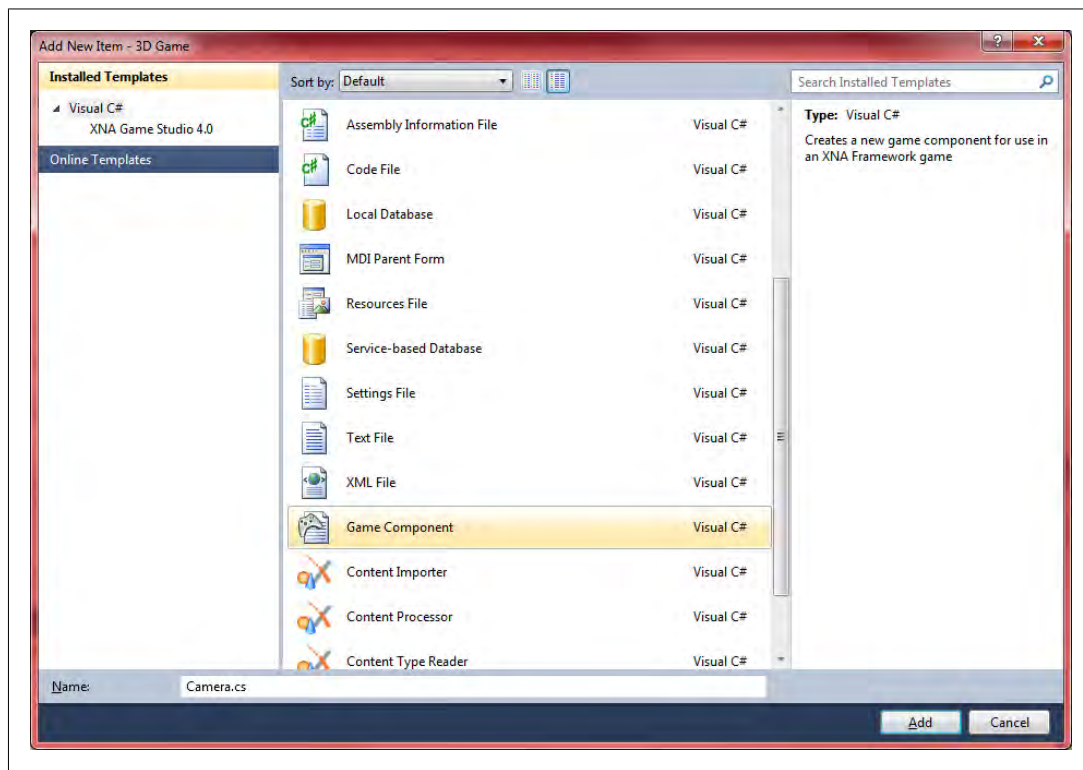 Add New Item - 3D Game
Installed Templates
Visual C#
XNA Game Studio 4.0
Online Templates
Sort by: Default
Search Installed Templates
Assembly Information File Visual C#
Code File Visual C#
Local Database Visual C#
MDI Parent Form Visual C#
Resources File Visual C#
Service-based Database Visual C#
Settings File Visual C#
Text File Visual C#
XML File Visual C#
Game Component Visual C#
Content Importer Visual C#
Content Processor Visual C#
Content Type Reader Visual C#
Type: Visual C#
Creates a new game component for use in
an XNA Framework game
Name: Camera.cs
Add Cancel